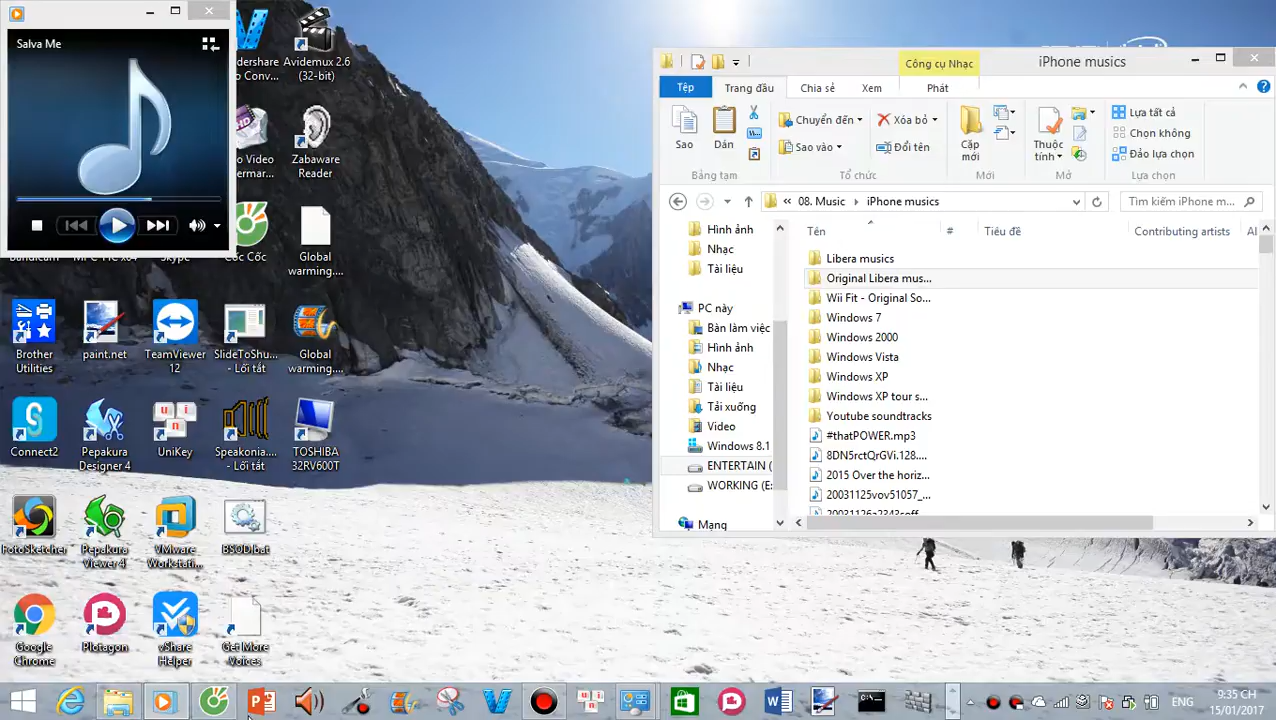 Salva Me
dershare
o Conv...
Avidemux 2.6
(32-bit)
o Video
ermar...
Zabaware
Reader
Cốc Cốc
Global
warming....
Brother
Utilities
paint.net
TeamViewer
12
SlideToShu...
- Lối tắt
Global
warming....
Connect2
Pepakura
Designer 4
UniKey
Speakonia....
- Lối tắt
TOSHIBA
32RV600T
FotoSketcher
Pepakura
Viewer 4
VMware
Workstati...
BSOD.bat
Google
Chrome
Plotagon
vShare
Helper
Get More
Voices
Công cụ Nhạc
iPhone musics
Tệp
Trang đầu
Chia sẻ
Xem
Phát
Sao
Dán
Chuyển đến
Sao vào
Xóa bỏ
Đổi tên
Cặp
mới
Thuộc
tính
Lựa tất cả
Chọn không
Đảo lựa chọn
Bảng tạm
Tổ chức
Mới
Mở
Lựa chọn
« 08. Music
iPhone musics
Tìm kiếm iPhone m...
Hình ảnh
Nhạc
Tài liệu
PC này
Bàn làm việc
Hình ảnh
Nhạc
Tài liệu
Tải xuống
Video
Windows 8.1
ENTERTAIN (
WORKING (E:
Mạng
Tên
#
Tiêu đề
Contributing artists
Al
Libera musics
Original Libera mus...
Wii Fit - Original So...
Windows 7
Windows 2000
Windows Vista
Windows XP
Windows XP tour s...
Youtube soundtracks
#thatPOWER.mp3
8DN5rctQrGVi.128....
2015 Over the horiz...
20031125vov51057_...
ENG
9:35 CH
15/01/2017